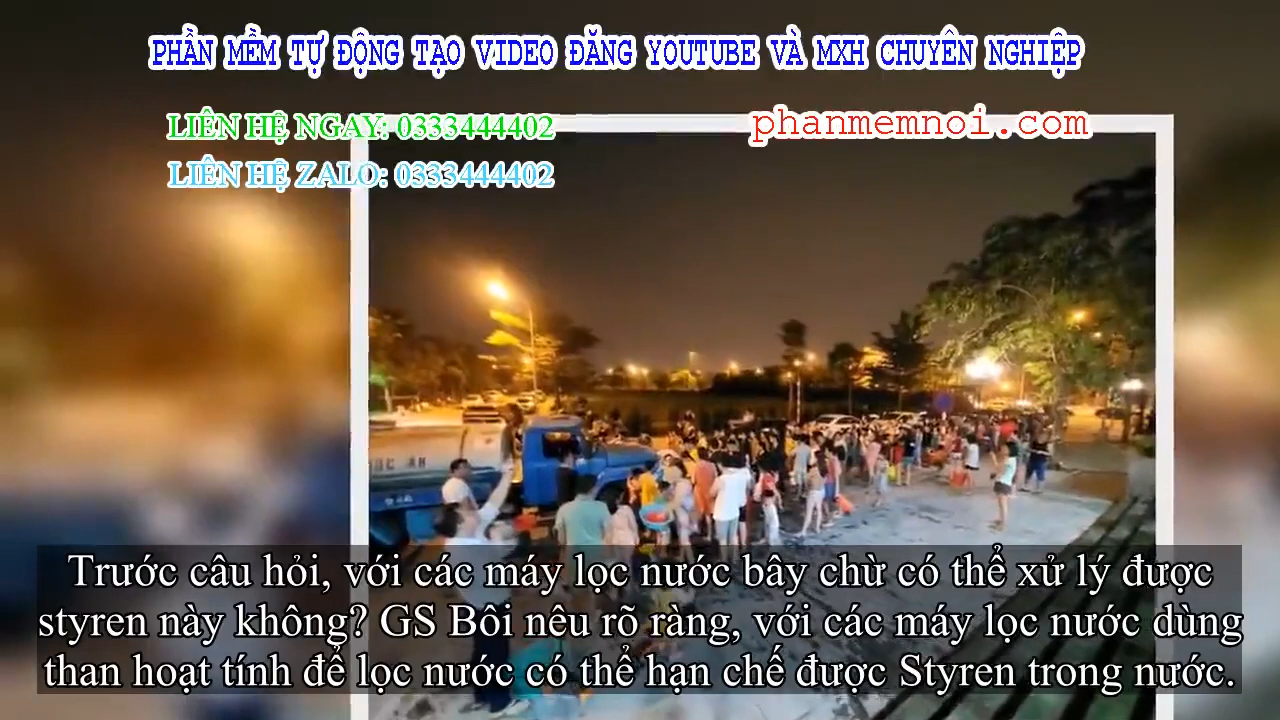 PHẦN MỀM TỰ ĐỘNG TẠO VIDEO ĐĂNG YOUTUBE VÀ MXH CHUYÊN NGHIỆP
LIÊN HỆ NGAY: 0333444402
phanmemnoi.com
LIÊN HỆ ZALO: 0333444402
Trước câu hỏi, với các máy lọc nước bây chừ có thể xử lý được
styren này không? GS Bôi nêu rõ ràng, với các máy lọc nước dùng
than hoạt tính để lọc nước có thể hạn chế được Styren trong nước.